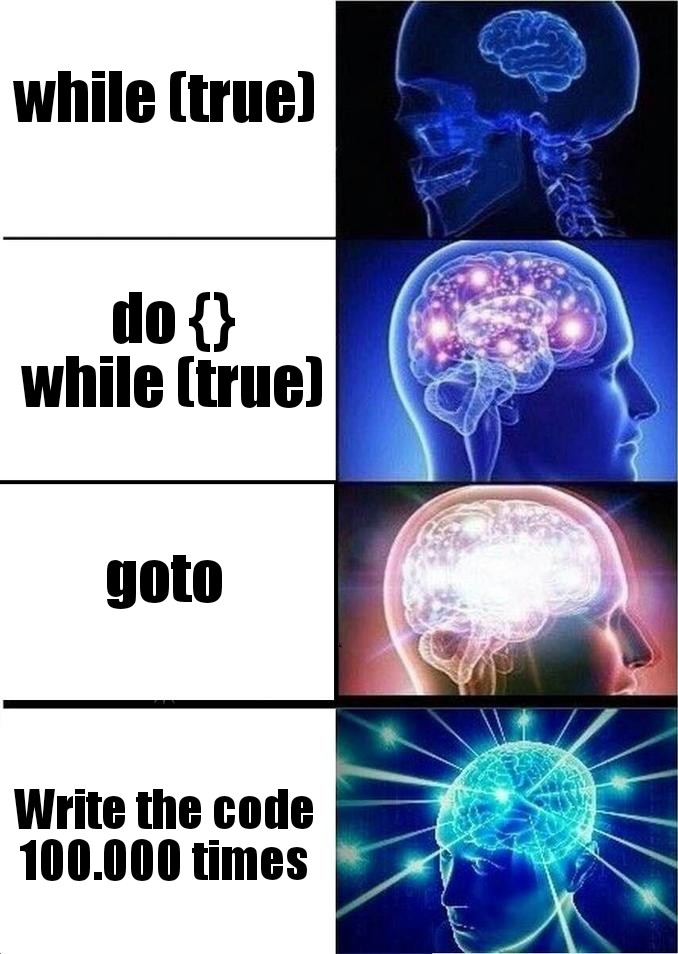 while (true)
do {}
while (true)
goto
Write the code
100.000 times